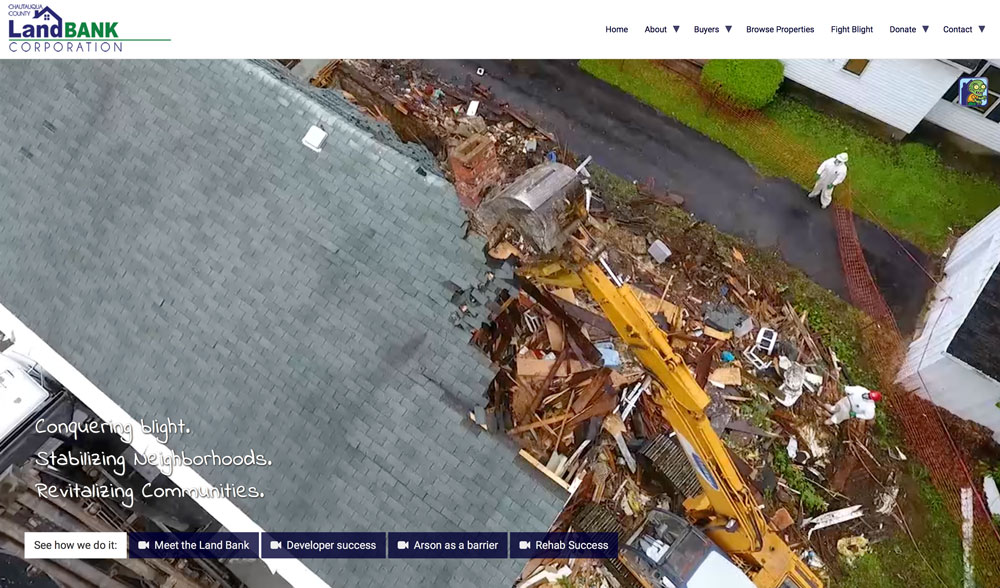 CHAUTAUQUA
COUNTY
LandBANK
CORPORATION
Home About Buyers Browse Properties Fight Blight Donate Contact
Conquering blight.
Stabilizing Neighborhoods.
Revitalizing Communities.
See how we do it: Meet the Land Bank Developer success Arson as a barrier Rehab Success